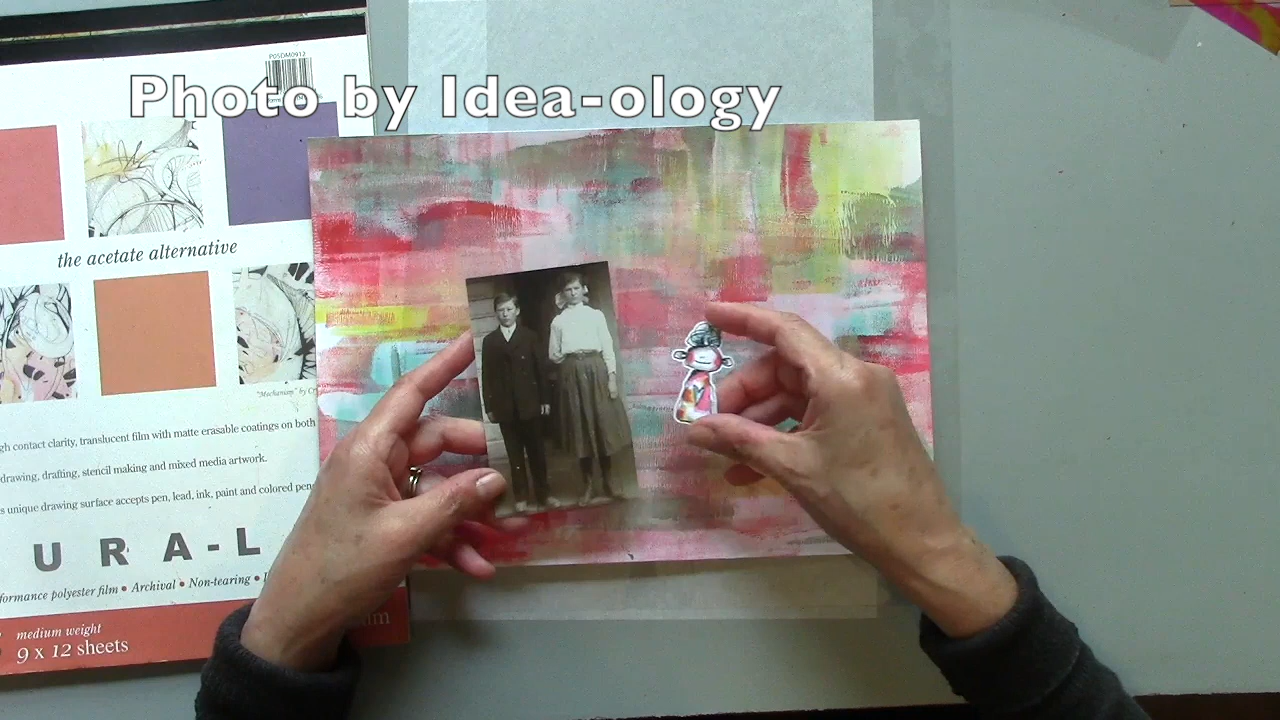 Photo by Idea-ology
P05DM0912
the acetate alternative
"Mechanism" by
gh contact clarity, translucent film with matte erasable coatings on both
drawing, drafting, stencil making and mixed media artwork.
s unique drawing surface accepts pen, lead, ink, paint and colored pen
U R A - L
formance polyester film • Archival • Non-tearing •
medium weight
9 x 12 sheets